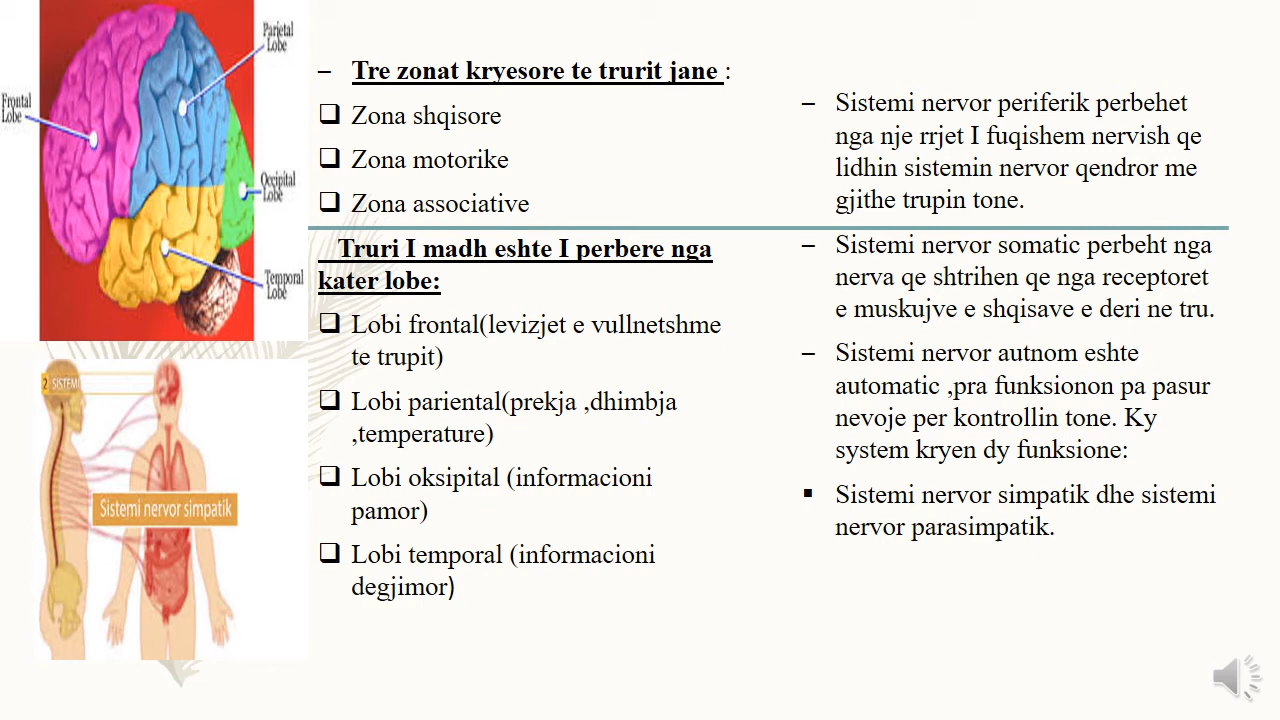 Parietal
Lobe
Frontal
Lobe
Occipital
Lobe
Temporal
Lobe
2 SISTEMI
Sistemi nervor simpatik
– Tre zonat kryesore te trurit jane :
❑ Zona shqisore
❑ Zona motorike
❑ Zona associative
Truri I madh eshte I perbere nga
kater lobe:
❑ Lobi frontal(levizjet e vullnetshme
te trupit)
❑ Lobi pariental(prekja ,dhimbja
,temperature)
❑ Lobi oksipital (informacioni
pamor)
❑ Lobi temporal (informacioni
degjimor)
– Sistemi nervor periferik perbehet
nga nje rrjet I fuqishem nervish qe
lidhin sistemin nervor qendror me
gjithe trupin tone.
– Sistemi nervor somatic perbeht nga
nerva qe shtrihen qe nga receptoret
e muskujve e shqisave e deri ne tru.
– Sistemi nervor autnom eshte
automatic ,pra funksionon pa pasur
nevoje per kontrollin tone. Ky
system kryen dy funksione:
▪ Sistemi nervor simpatik dhe sistemi
nervor parasimpatik.